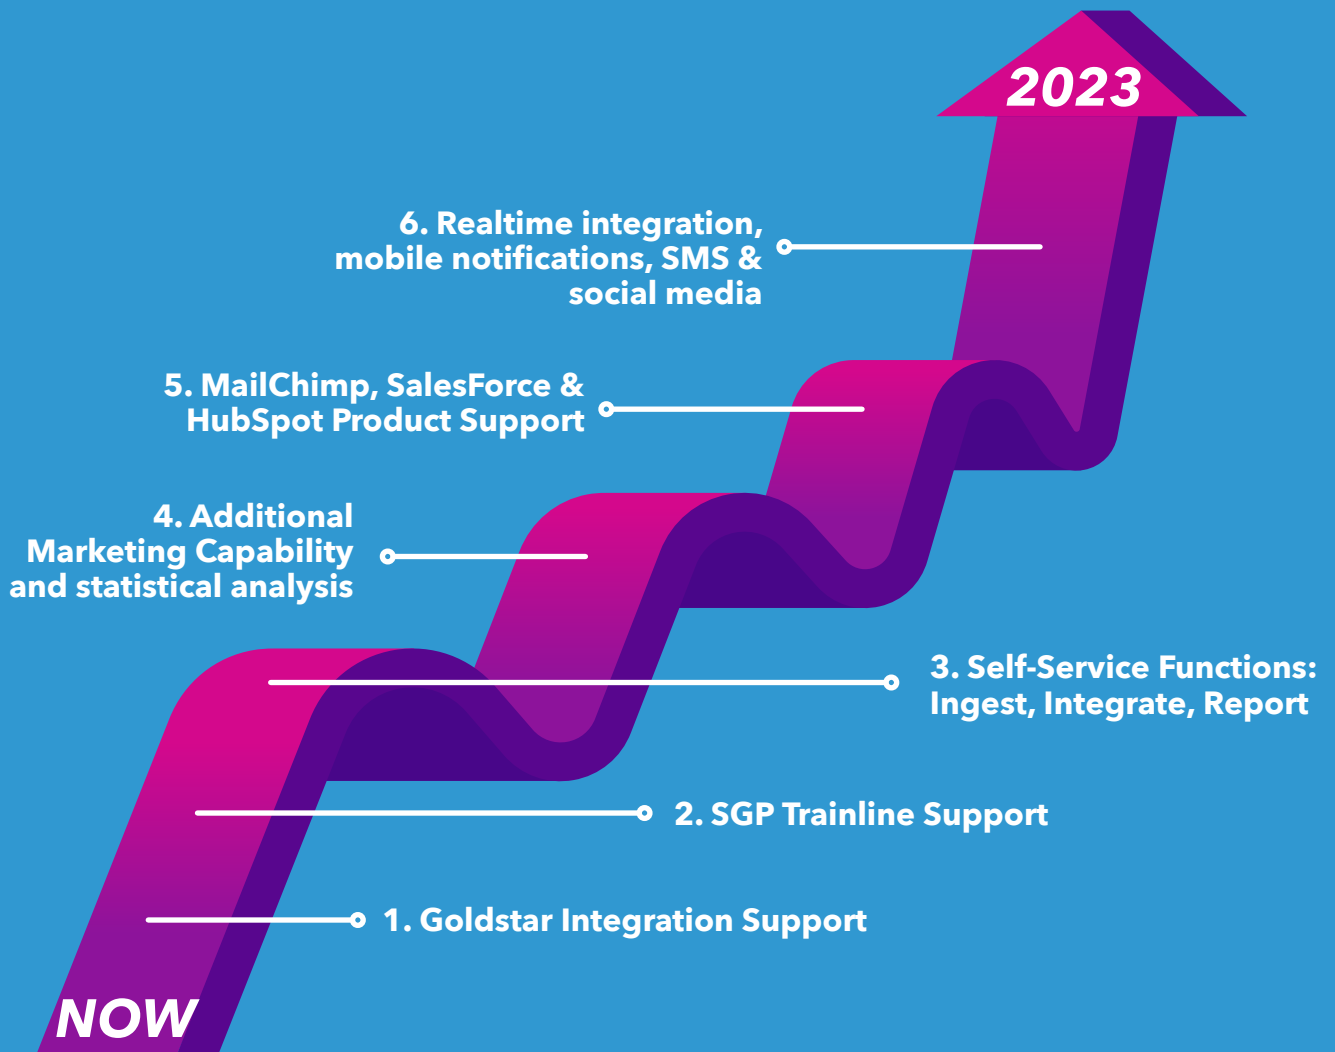 2023
6. Realtime integration,
mobile notifications, SMS &
social media
5. MailChimp, SalesForce &
HubSpot Product Support
4. Additional
Marketing Capability
and statistical analysis
3. Self-Service Functions:
Ingest, Integrate, Report
2. SGP Trainline Support
1. Goldstar Integration Support
NOW